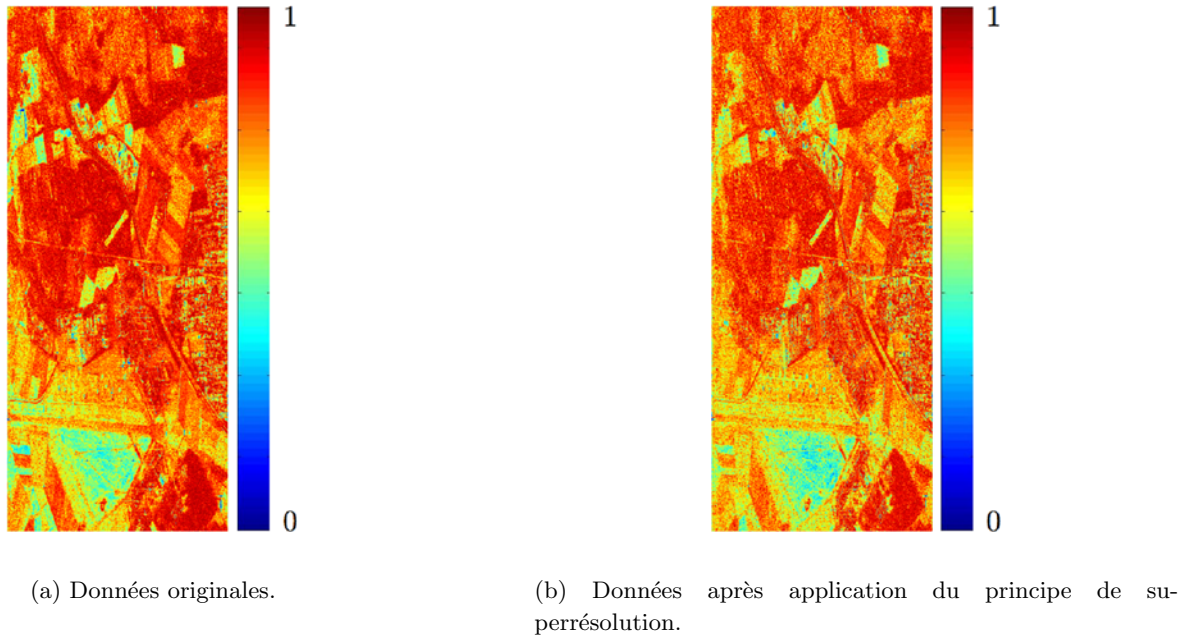 1
0
(a) Données originales.
1
0
(b) Données après application du principe de su-
perrésolution.